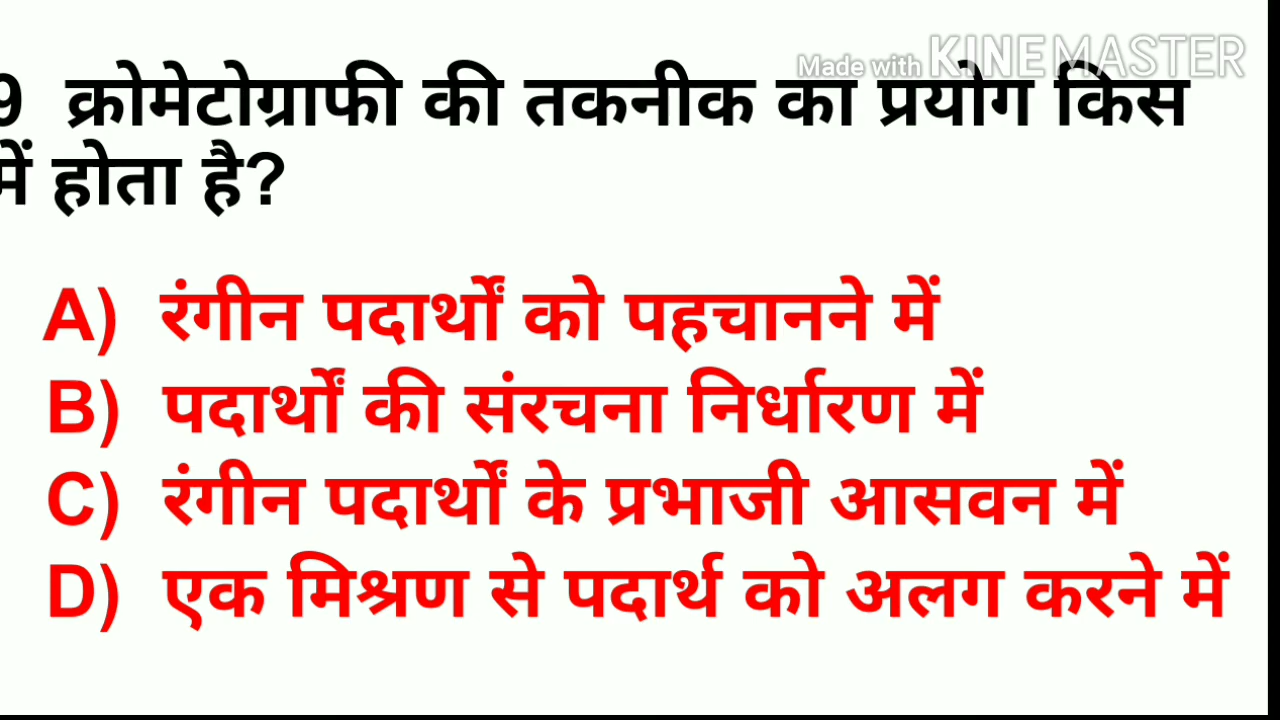 Made with KINEMASTER
9 क्रोमेटोग्राफी की तकनीक का प्रयोग किस
में होता है?
A) रंगीन पदार्थों को पहचानने में
B) पदार्थों की संरचना निर्धारण में
C) रंगीन पदार्थों के प्रभाजी आसवन में
D) एक मिश्रण से पदार्थ को अलग करने में